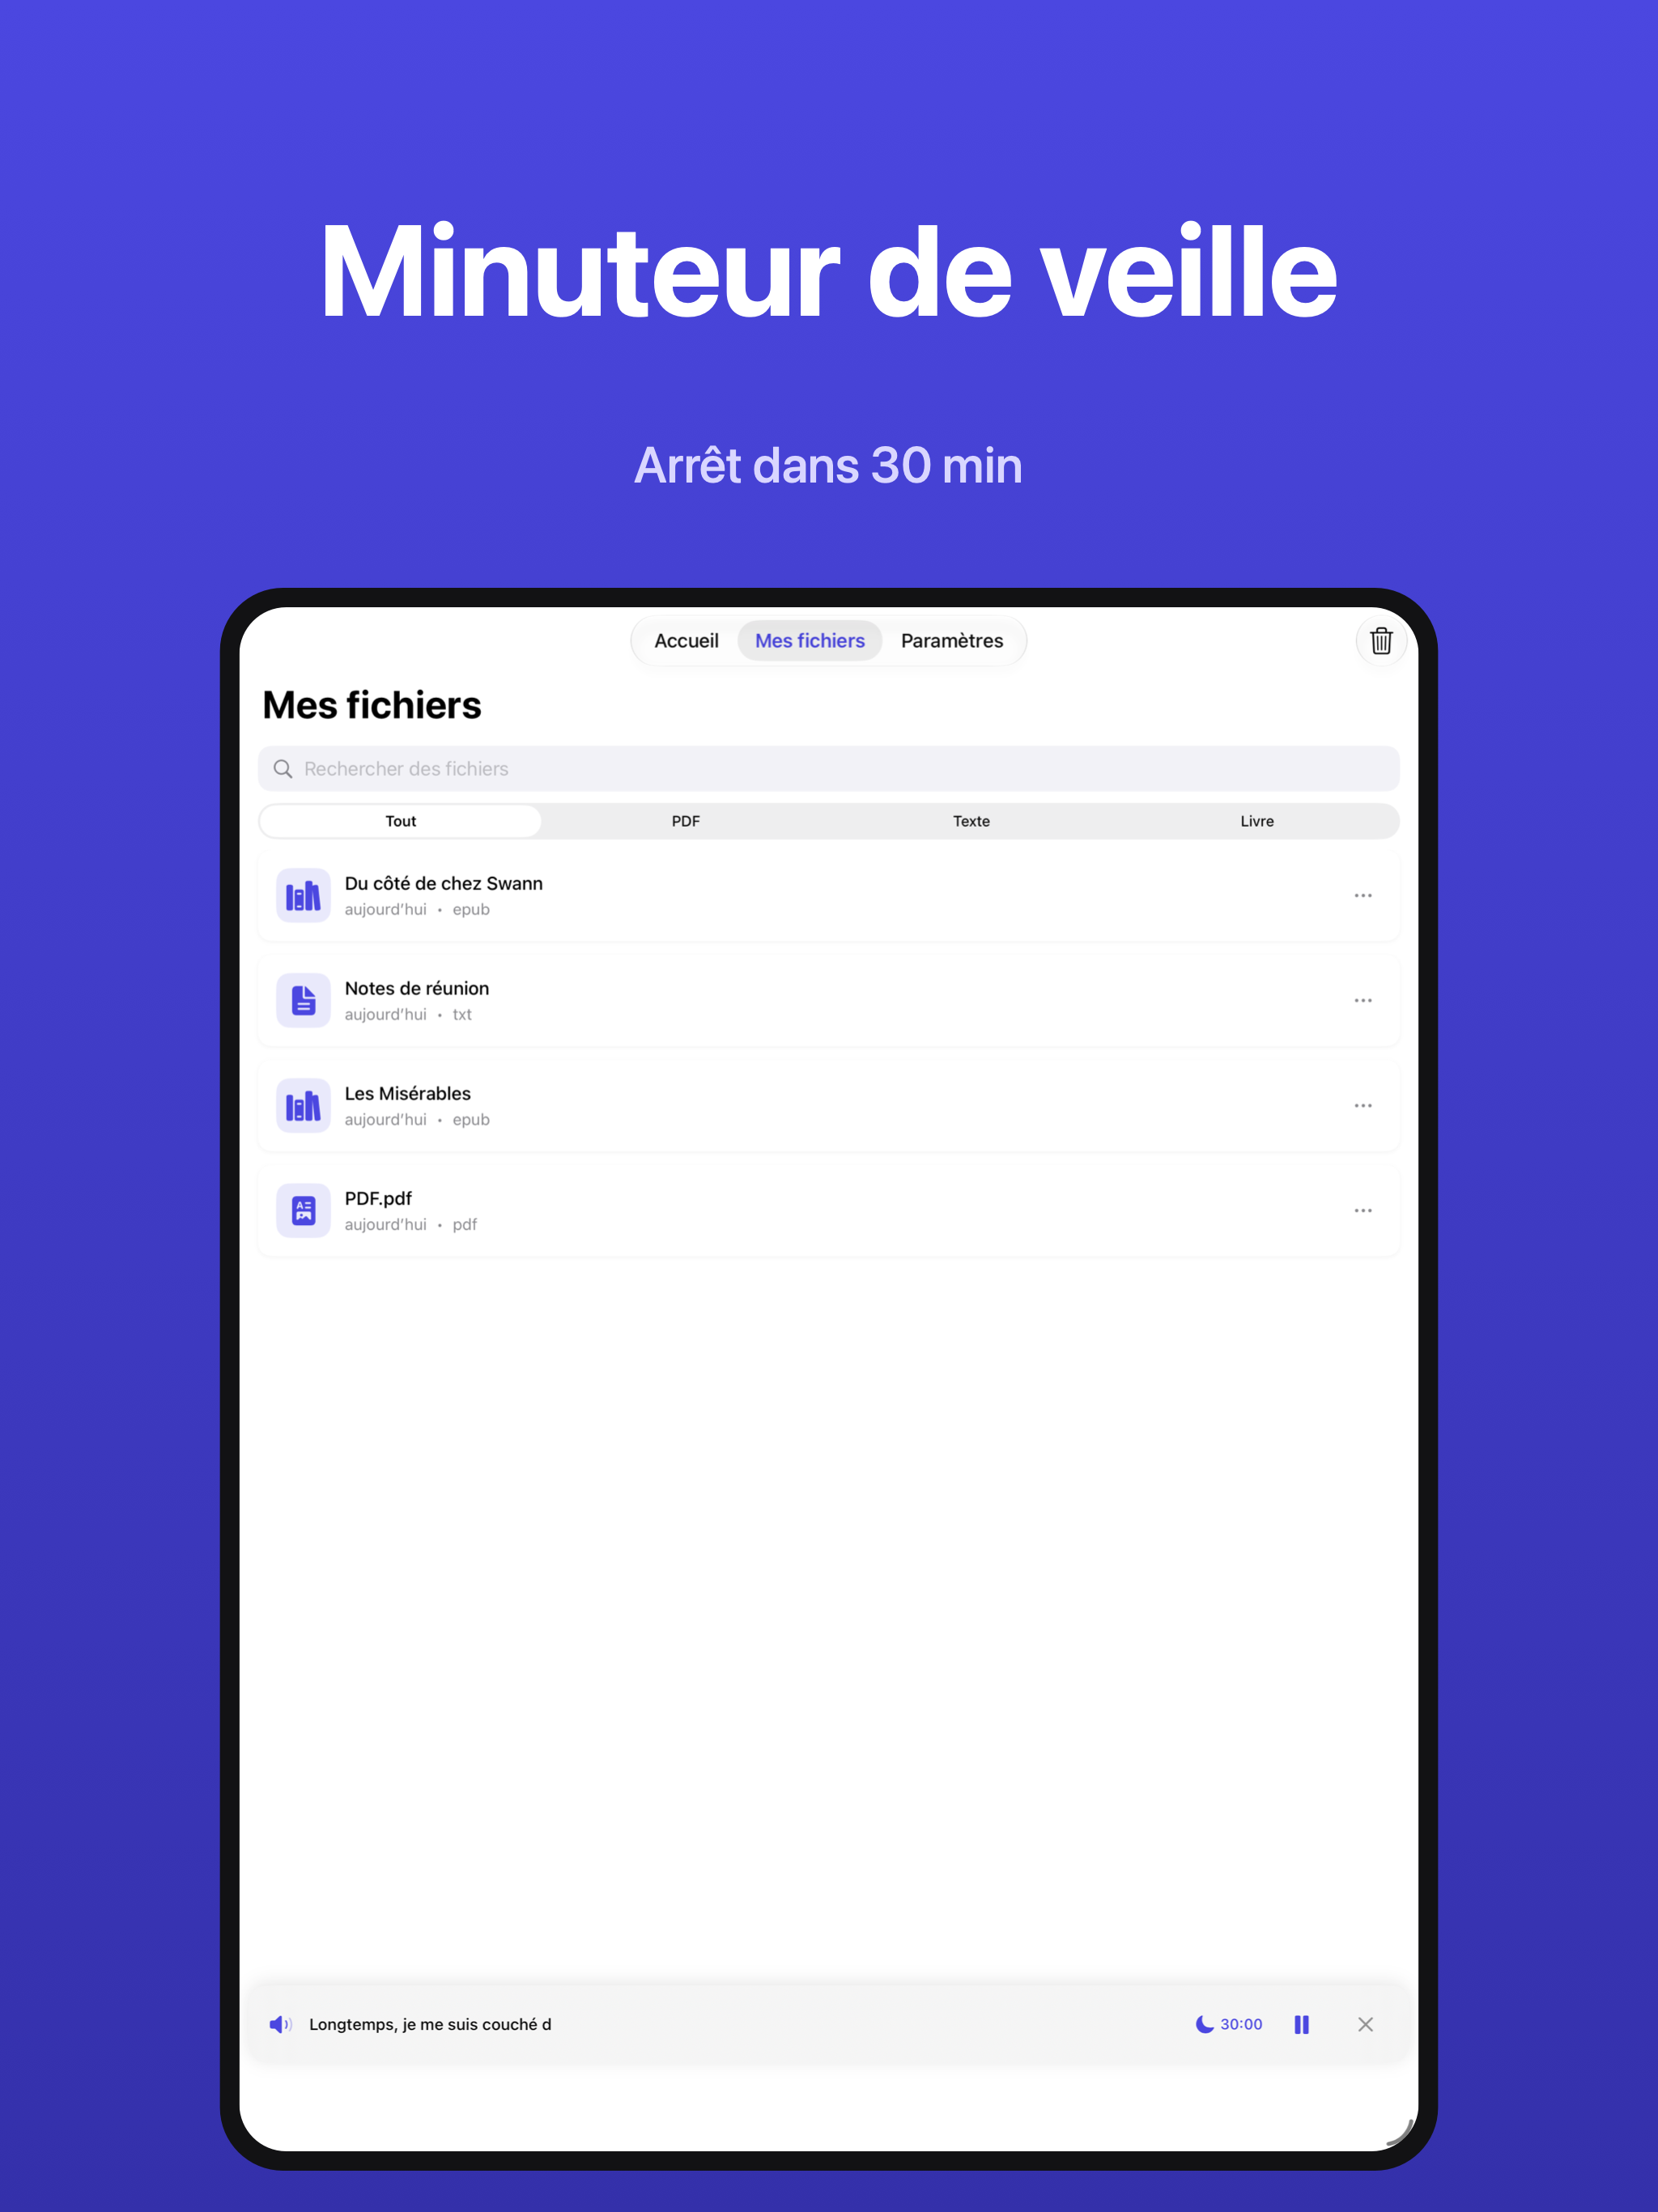 Minuteur de veille
Arrêt dans 30 min
Accueil Mes fichiers Paramètres
Mes fichiers
Rechercher des fichiers
Tout PDF Texte Livre
Du côté de chez Swann
aujourd’hui • epub
Notes de réunion
aujourd’hui • txt
Les Misérables
aujourd’hui • epub
PDF.pdf
aujourd’hui • pdf
Longtemps, je me suis couché d 30:00